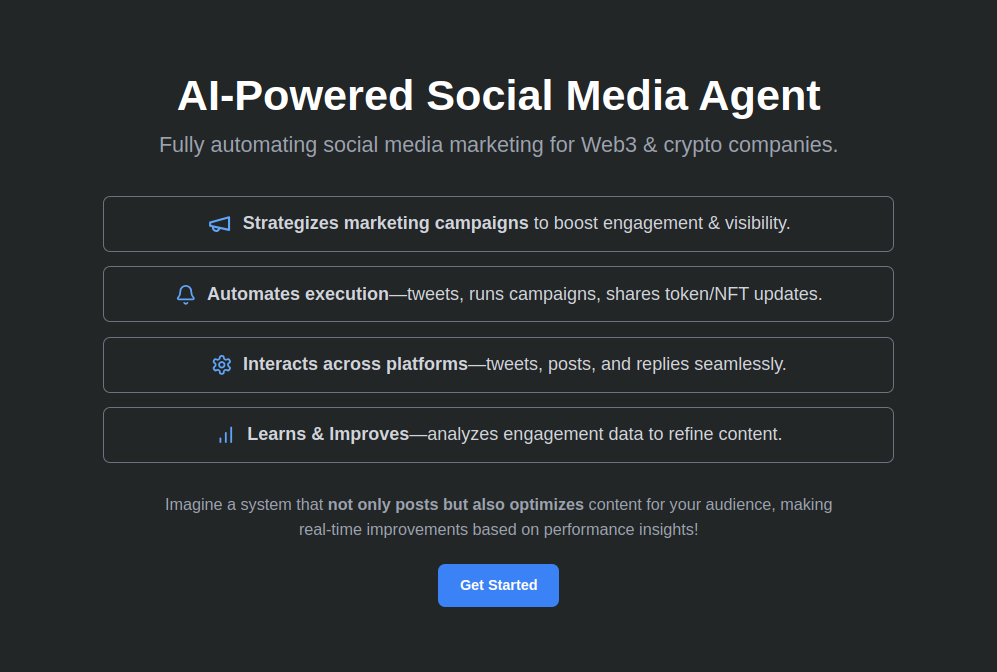 AI-Powered Social Media Agent
Fully automating social media marketing for Web3 & crypto companies.
Strategizes marketing campaigns to boost engagement & visibility.
Automates execution—tweets, runs campaigns, shares token/NFT updates.
Interacts across platforms—tweets, posts, and replies seamlessly.
Learns & Improves—analyzes engagement data to refine content.
Imagine a system that not only posts but also optimizes content for your audience, making
real-time improvements based on performance insights!
Get Started